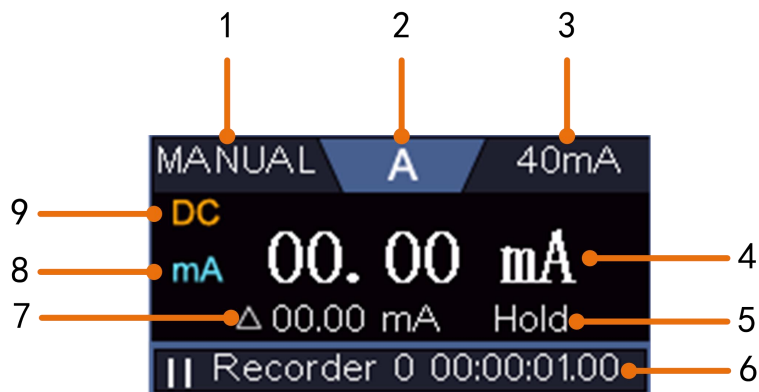 1 2 3
MANUAL A 40mA
9 DC
8 mA 00.00 mA 4
7 △ 00.00 mA Hold 5
|| Recorder 0 00:00:01.00 6